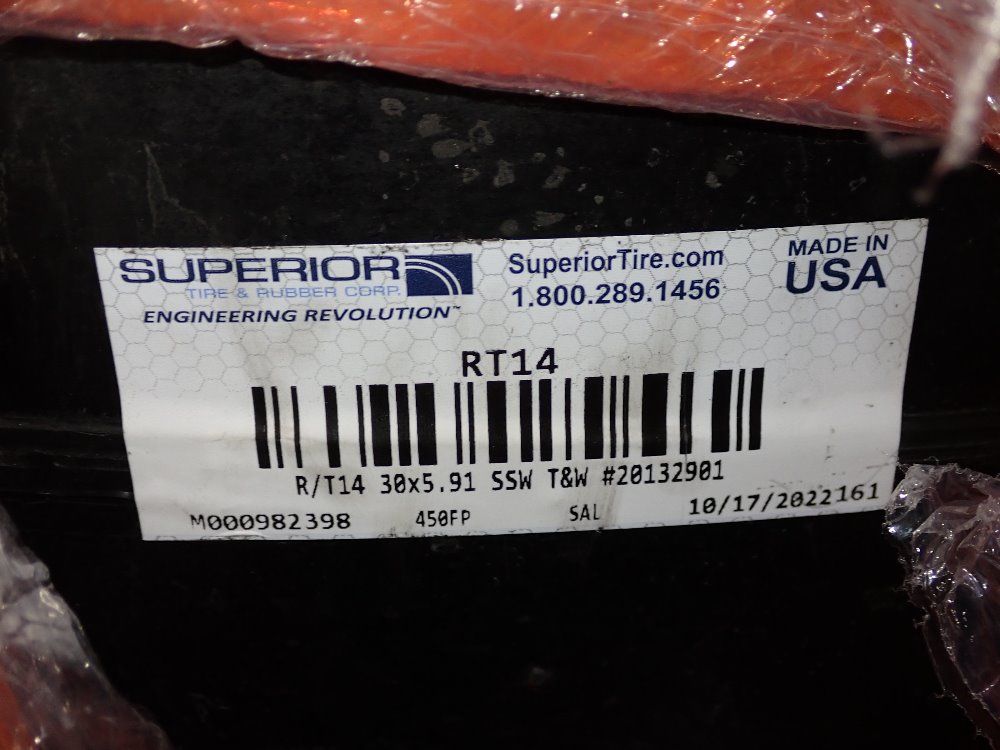 SUPERIOR
TIRE & RUBBER CORP.
ENGINEERING REVOLUTION™
SuperiorTire.com
1.800.289.1456
MADE IN
USA
RT14
R/T14 30x5.91 SSW T&W #20132901
M000982398 450FP SAL 10/17/2022161